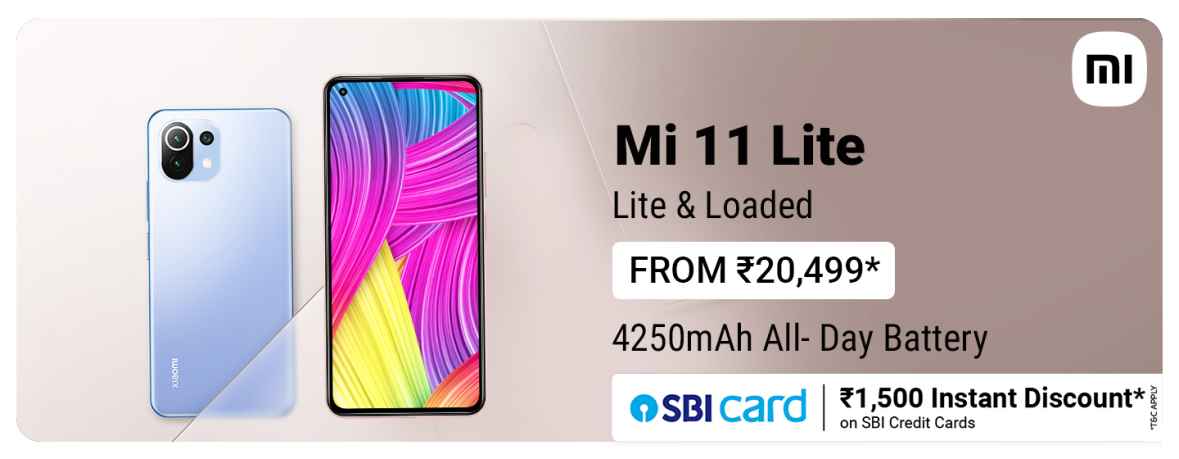 mi
Mi 11 Lite
Lite & Loaded
FROM ₹20,499*
4250mAh All- Day Battery
SBI card
₹1,500 Instant Discount*
on SBI Credit Cards
*T&C APPLY
xiaomi